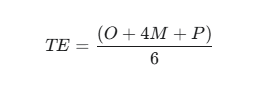 TE = (O + 4M + P) / 6